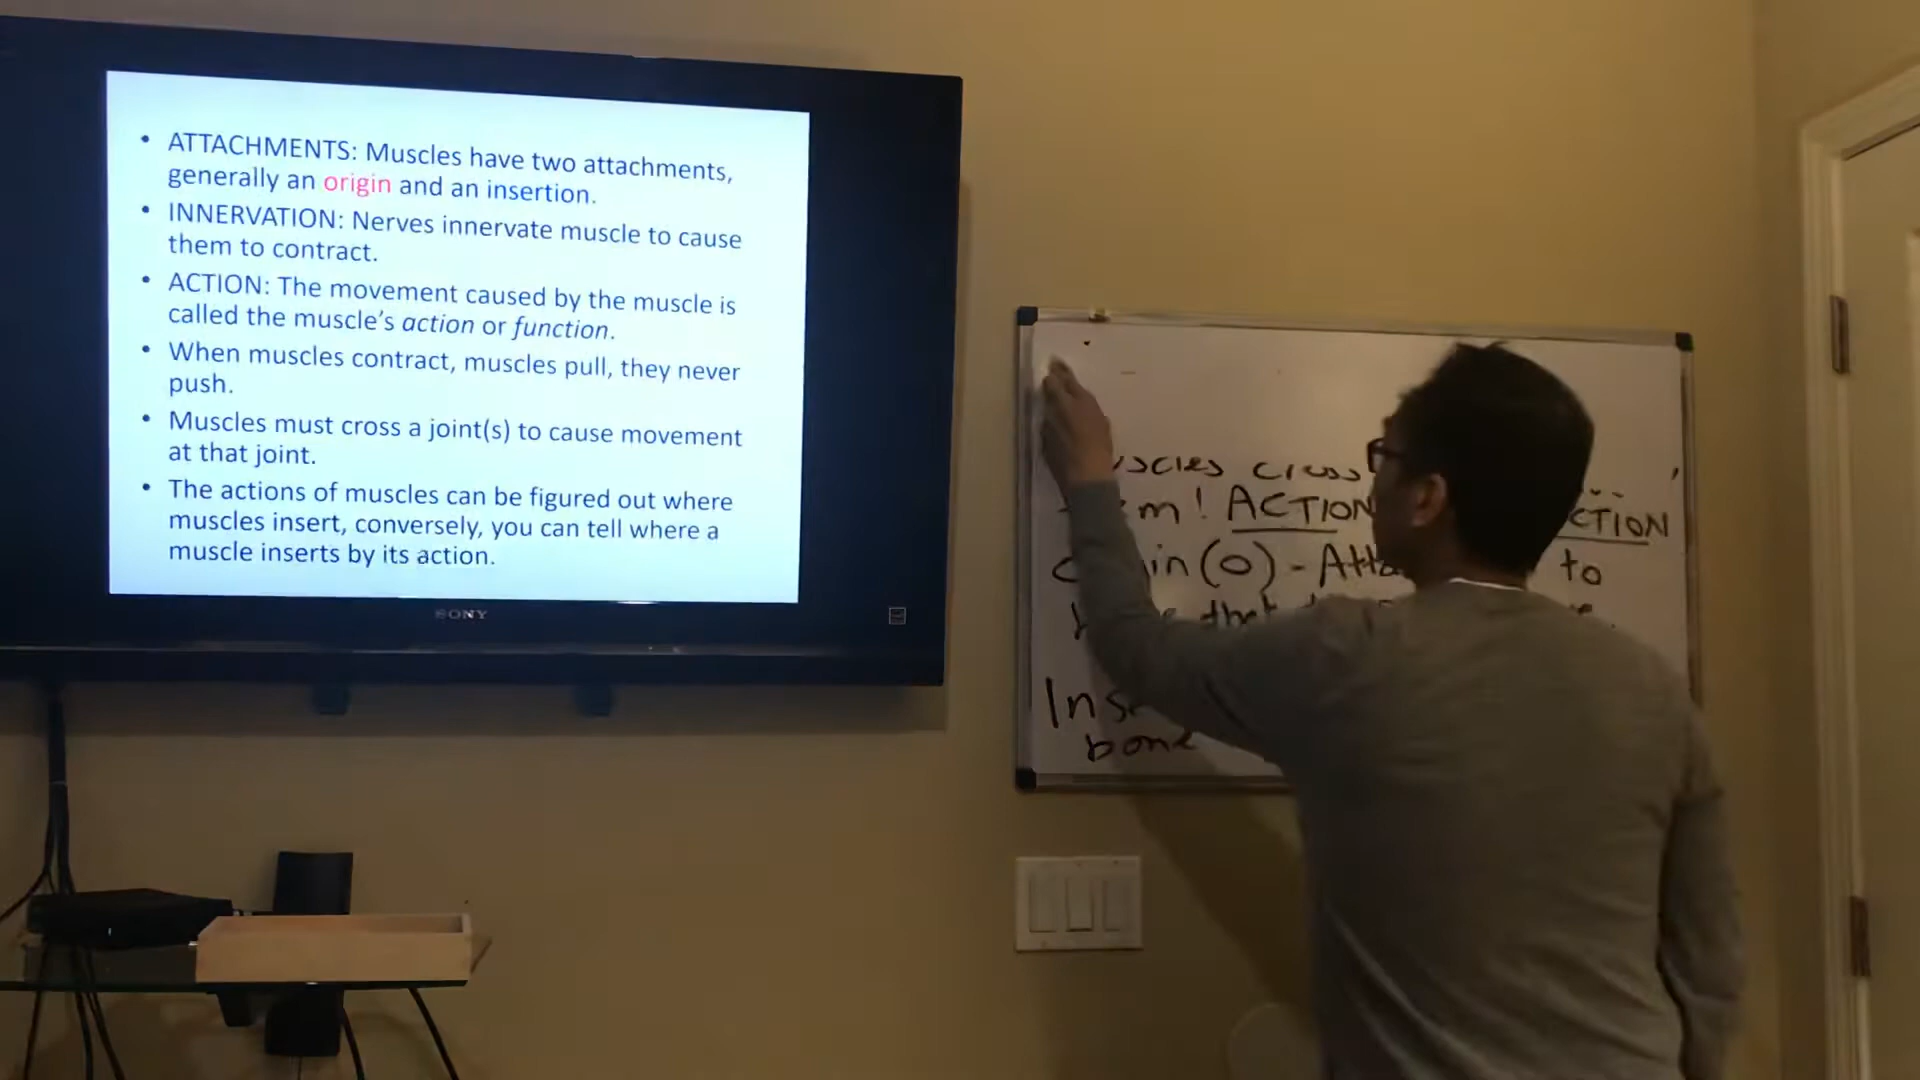 • ATTACHMENTS: Muscles have two attachments,
generally an origin and an insertion.
• INNERVATION: Nerves innervate muscle to cause
them to contract.
• ACTION: The movement caused by the muscle is
called the muscle's action or function.
• When muscles contract, muscles pull, they never
push.
• Muscles must cross a joint(s) to cause movement
at that joint.
• The actions of muscles can be figured out where
muscles insert, conversely, you can tell where a
muscle inserts by its action.
SONY
cross
ACTION
(O) - to
bone